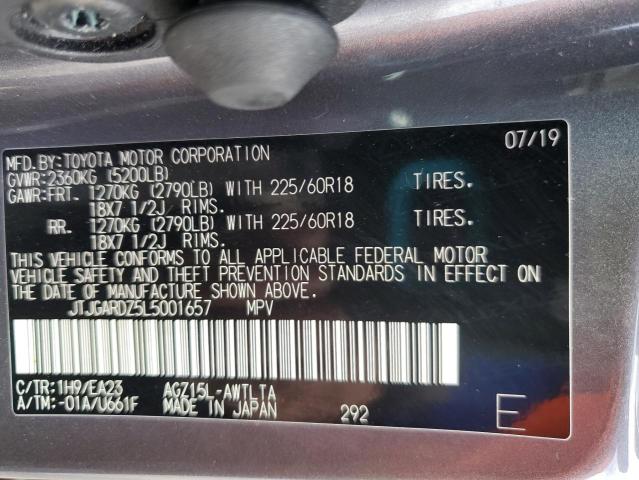 07/19
MFD. BY:TOYOTA MOTOR CORPORATION
GVWR:2360KG (5200LB)
GAWR:FRT. 1270KG (2790LB) WITH 225/60R18 TIRES.
18X7 1/2J RIMS.
RR. 1270KG (2790LB) WITH 225/60R18 TIRES.
18X7 1/2J RIMS.
THIS VEHICLE CONFORMS TO ALL APPLICABLE FEDERAL MOTOR
VEHICLE SAFETY AND THEFT PREVENTION STANDARDS IN EFFECT ON
THE DATE OF MANUFACTURE SHOWN ABOVE.
JTJGARDZ5L5001657 MPV
C/TR:1H9/EA23 AGZ15L-AWTLTA
A/TM:-01A/U661F MADE IN JAPAN 292 E